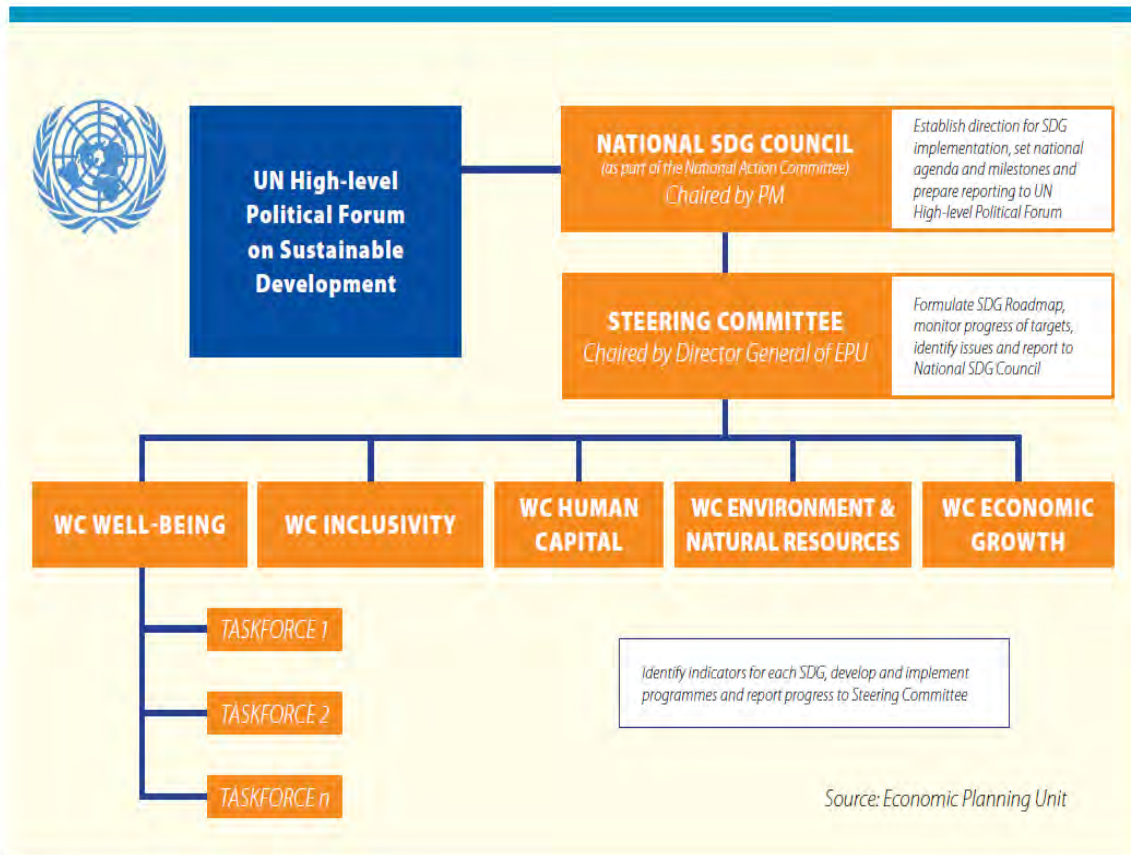 UN High-level
Political Forum
on Sustainable
Development
NATIONAL SDG COUNCIL
(as part of the National Action Committee)
Chaired by PM
Establish direction for SDG
implementation, set national
agenda and milestones and
prepare reporting to UN
High-level Political Forum
STEERING COMMITTEE
Chaired by Director General of EPU
Formulate SDG Roadmap,
monitor progress of targets,
identify issues and report to
National SDG Council
WC WELL-BEING
WC INCLUSIVITY
WC HUMAN
CAPITAL
WC ENVIRONMENT &
NATURAL RESOURCES
WC ECONOMIC
GROWTH
TASKFORCE 1
TASKFORCE 2
TASKFORCE n
Identify indicators for each SDG, develop and implement
programmes and report progress to Steering Committee
Source: Economic Planning Unit